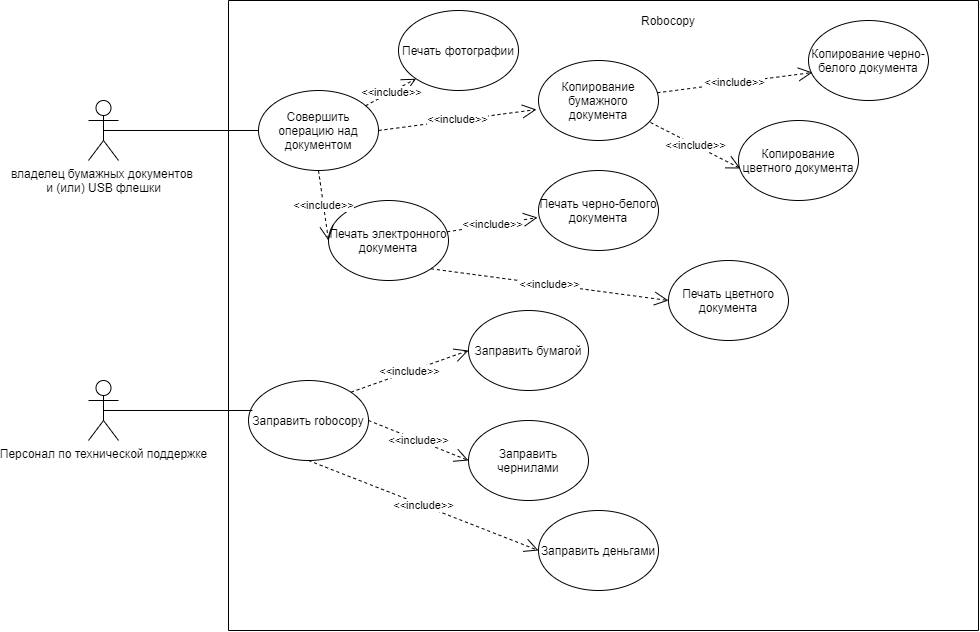 Robocopy
Печать фотографии
<<include>>
Копирование черно-
белого документа
<<include>>
Копирование
бумажного
документа
Совершить
операцию над
документом
<<include>>
<<include>>
Копирование
цветного документа
владелец бумажных документов
и (или) USB флешки
<<include>>
Печать черно-белого
документа
<<include>>
Печать электронного
документа
<<include>>
Печать цветного
документа
Заправить бумагой
<<include>>
Заправить robocopy
<<include>>
Персонал по технической поддержке
Заправить
чернилами
<<include>>
Заправить деньгами